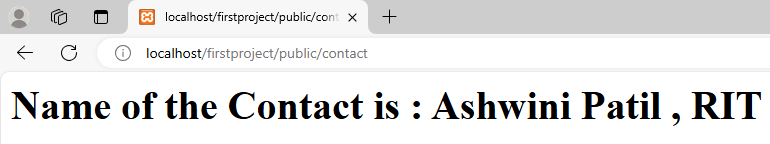 localhost/firstproject/public/cont
localhost/firstproject/public/contact
Name of the Contact is : Ashwini Patil , RIT